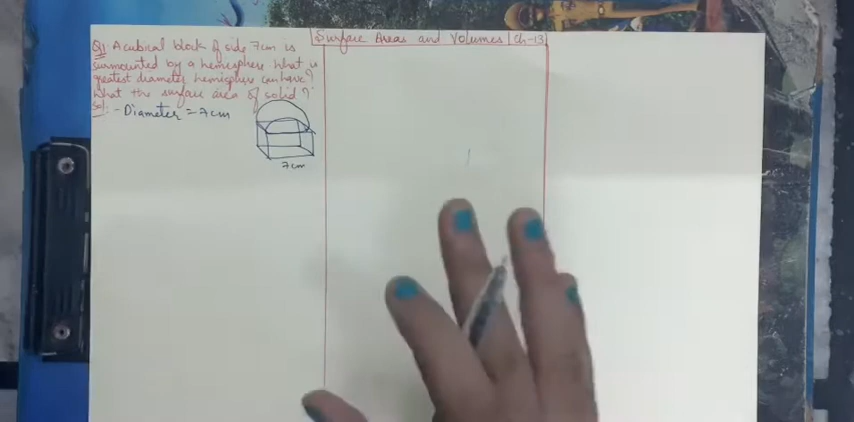 Surface Areas and Volumes | Ch-13
Q1 A cubical block of side 7cm is
surmounted by a hemisphere what is
greatest diameter hemisphere can have?
what the surface area of solid?
Sol:- Diameter = 7cm
7cm